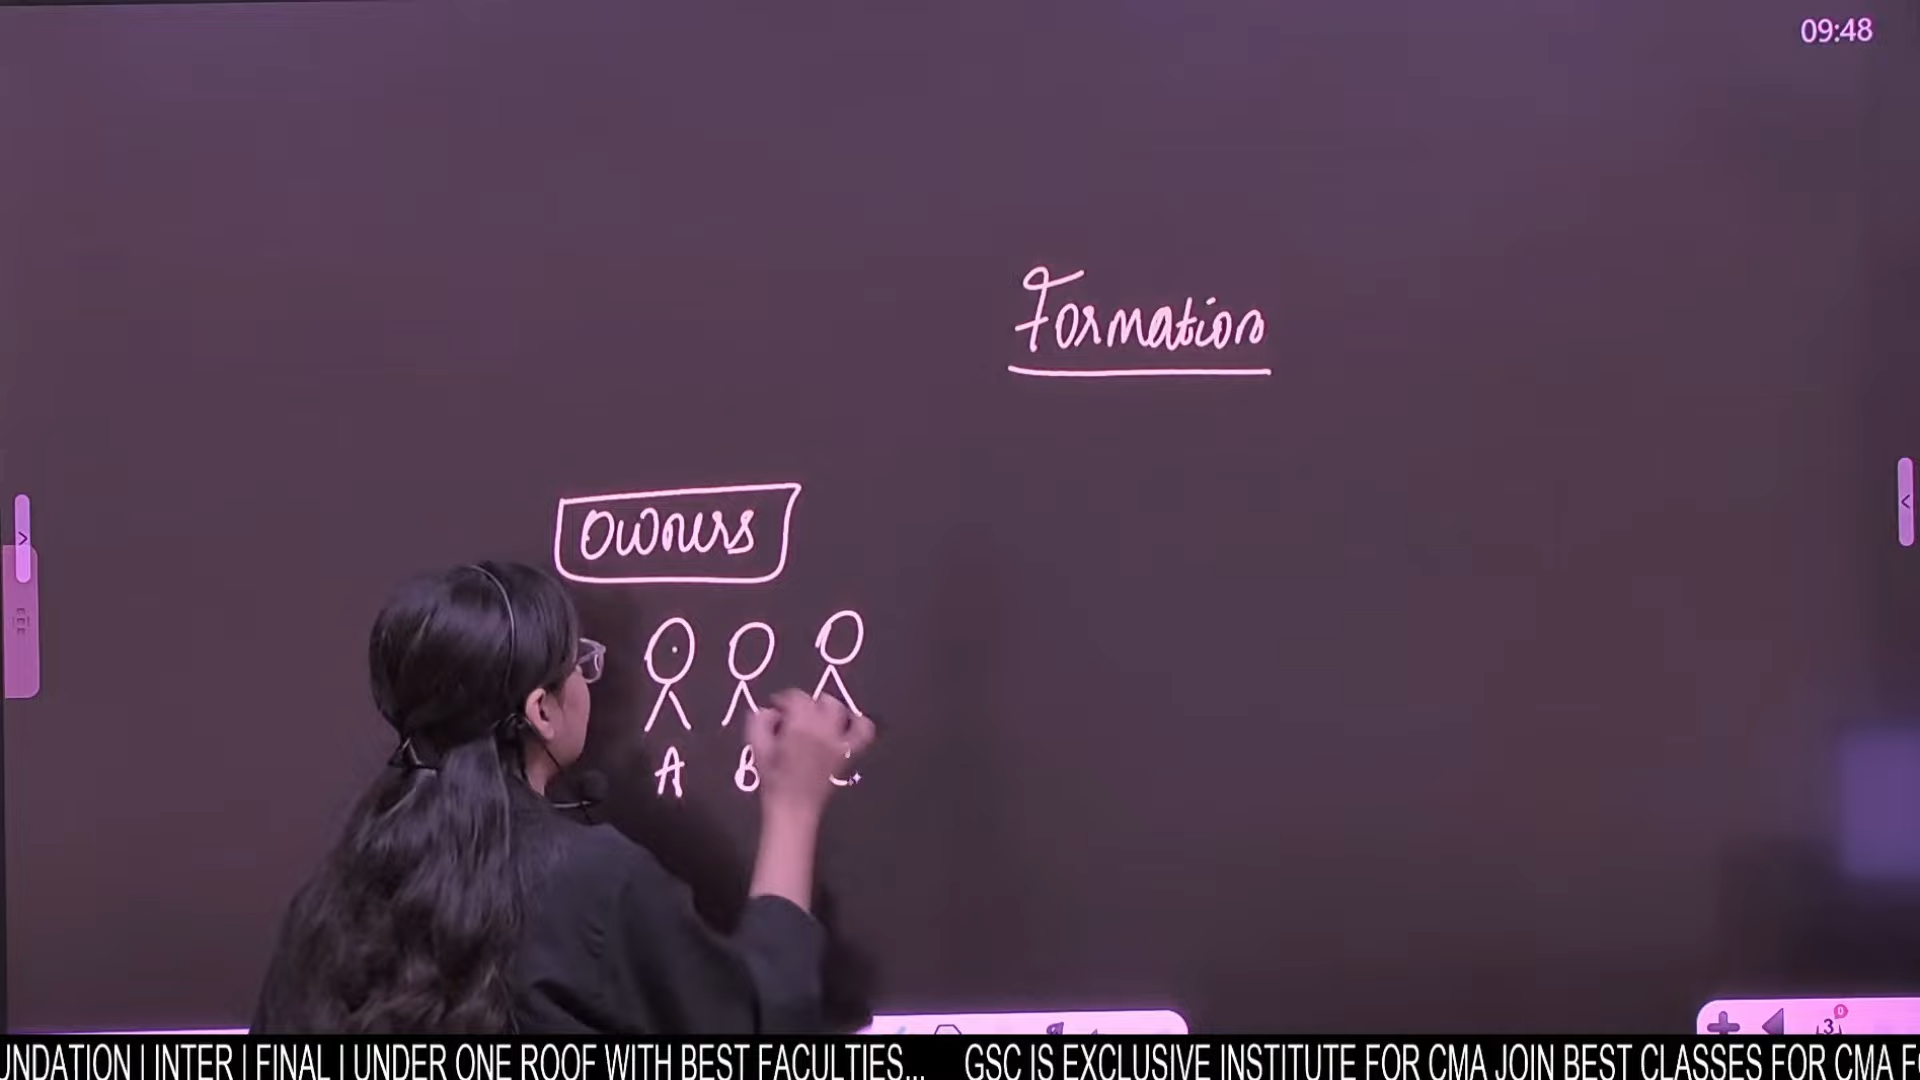 09:48
Formation
owners
A B
3
UNDATION | INTER | FINAL | UNDER ONE ROOF WITH BEST FACULTIES... GSC IS EXCLUSIVE INSTITUTE FOR CMA JOIN BEST CLASSES FOR CMA F